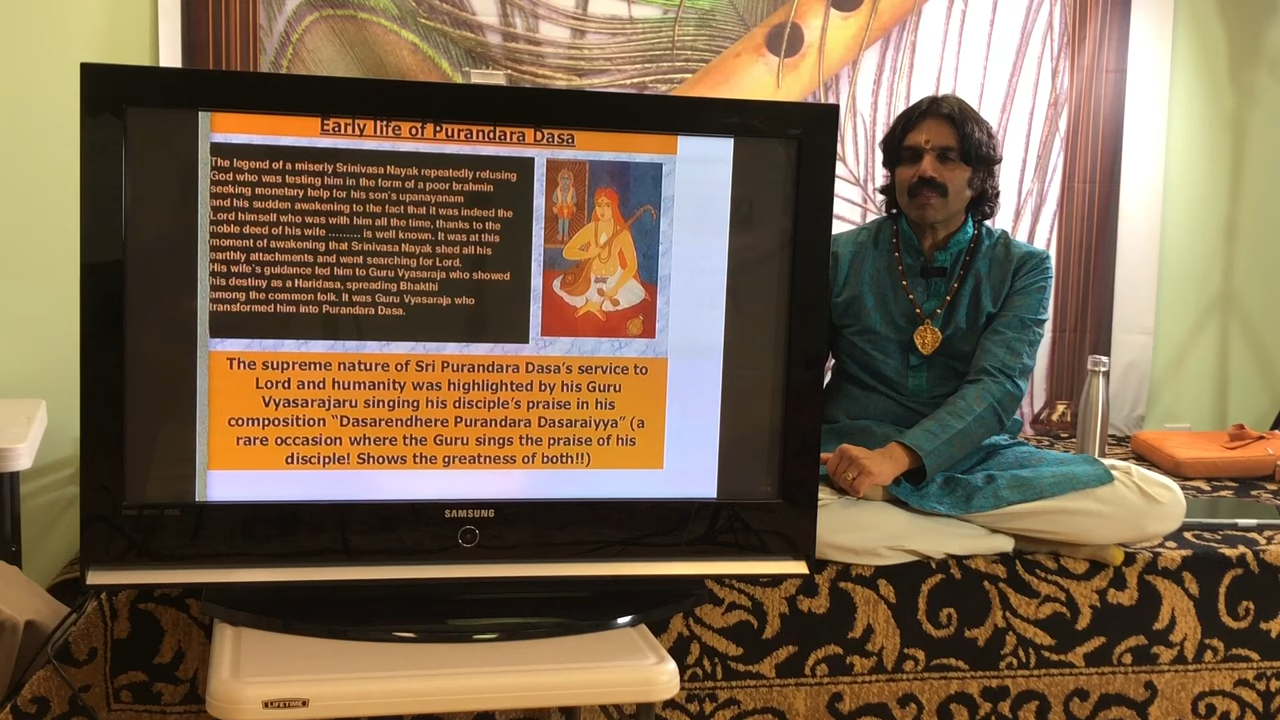 Early life of Purandara Dasa
The legend of a miserly Srinivasa Nayak repeatedly refusing
God who was testing him in the form of a poor brahmin
seeking monetary help for his son's upanayanam
and his sudden awakening to the fact that it was indeed the
Lord himself who was with him all the time, thanks to the
noble deed of his wife ......... is well known. It was at this
moment of awakening that Srinivasa Nayak shed all his
earthly attachments and went searching for Lord.
His wife's guidance led him to Guru Vyasaraja who showed
his destiny as a Haridasa, spreading Bhakthi
among the common folk. It was Guru Vyasaraja who
transformed him into Purandara Dasa.
The supreme nature of Sri Purandara Dasa's service to
Lord and humanity was highlighted by his Guru
Vyasarajaru singing his disciple's praise in his
composition "Dasarendhere Purandara Dasaraiyya" (a
rare occasion where the Guru sings the praise of his
disciple! Shows the greatness of both!!)
SAMSUNG
LIFETIME